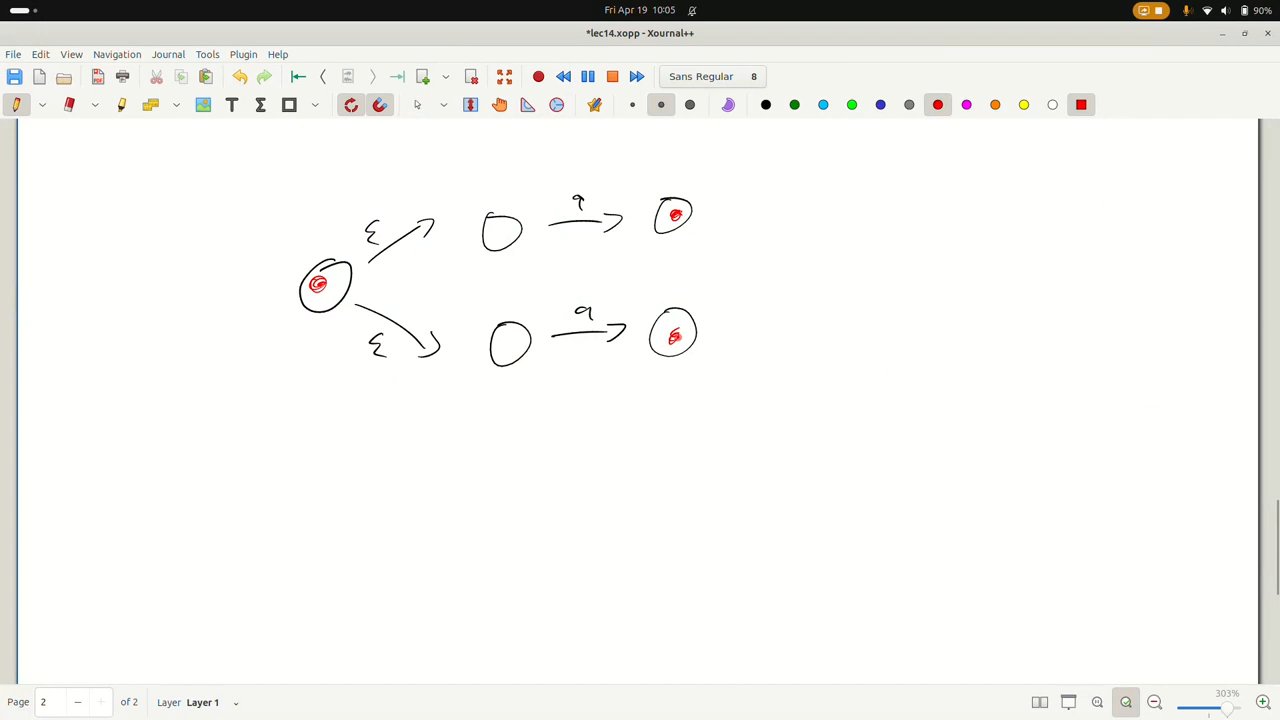 Fri Apr 19 10:05
90%
*lec14.xopp - Xournal++
File Edit View Navigation Journal Tools Plugin Help
Sans Regular 8
a
ε
a
ε
Page 2 of 2 Layer Layer 1
303%